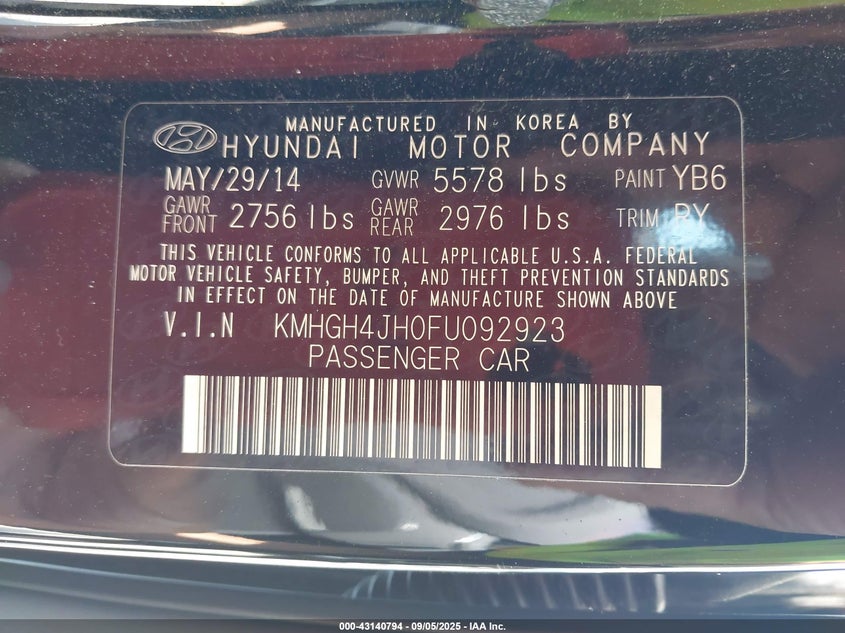 MANUFACTURED IN KOREA BY
HYUNDAI MOTOR COMPANY
MAY/29/14 GVWR 5578 lbs PAINT YB6
GAWR FRONT 2756 lbs GAWR REAR 2976 lbs TRIM RY
THIS VEHICLE CONFORMS TO ALL APPLICABLE U.S.A. FEDERAL
MOTOR VEHICLE SAFETY, BUMPER, AND THEFT PREVENTION STANDARDS
IN EFFECT ON THE DATE OF MANUFACTURE SHOWN ABOVE
V.I.N KMHGH4JH0FU092923
PASSENGER CAR
000-43140794 - 09/05/2025 - IAA Inc.